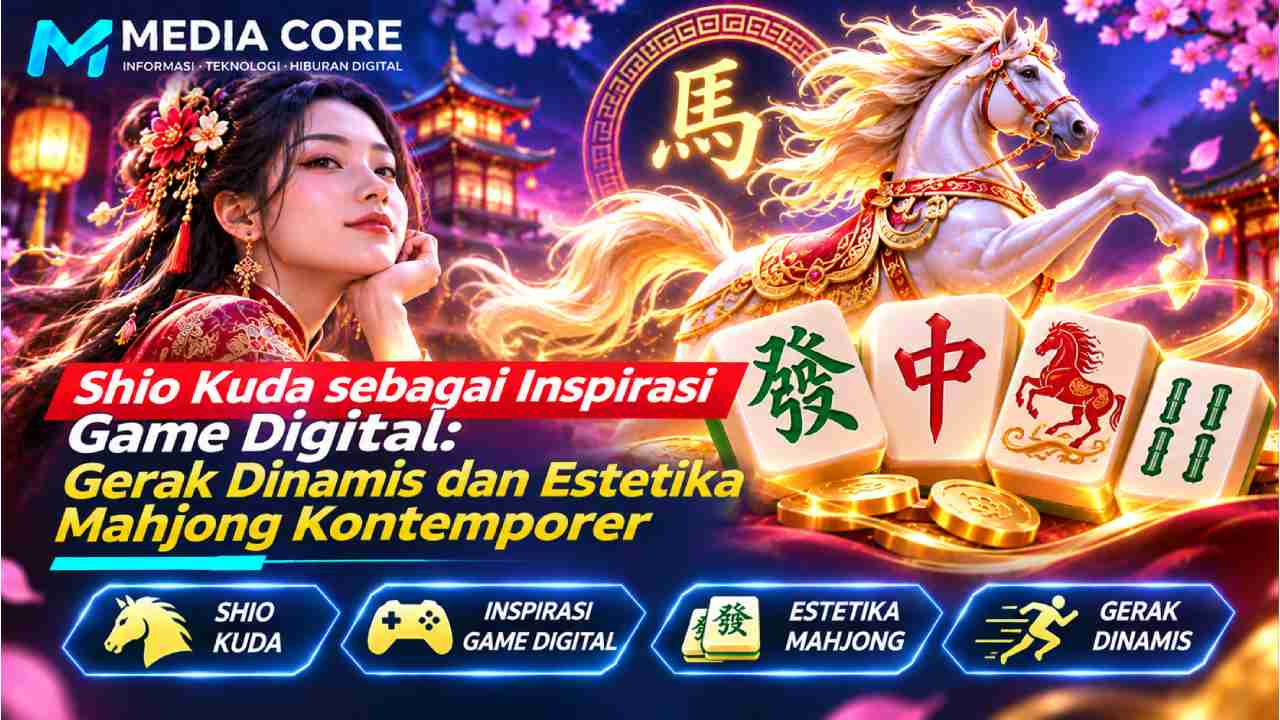 MEDIA CORE
INFORMASI • TEKNOLOGI • HIBURAN DIGITAL
馬
Shio Kuda sebagai Inspirasi
Game Digital:
Gerak Dinamis dan Estetika
Mahjong Kontemporer
發
中
SHIO
KUDA
INSPIRASI
GAME DIGITAL
發
ESTETIKA
MAHJONG
GERAK
DINAMIS